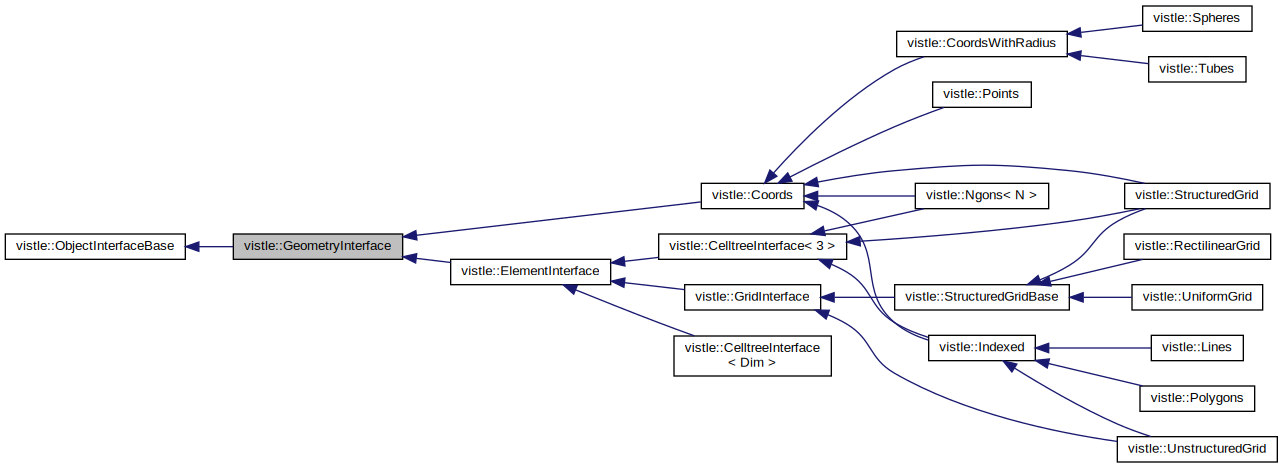 vistle::Spheres
vistle::CoordsWithRadius
vistle::Tubes
vistle::Points
vistle::Coords
vistle::Ngons< N >
vistle::StructuredGrid
vistle::ObjectInterfaceBase
vistle::GeometryInterface
vistle::CelltreeInterface< 3 >
vistle::RectilinearGrid
vistle::ElementInterface
vistle::GridInterface
vistle::StructuredGridBase
vistle::UniformGrid
vistle::CelltreeInterface
< Dim >
vistle::Indexed
vistle::Lines
vistle::Polygons
vistle::UnstructuredGrid